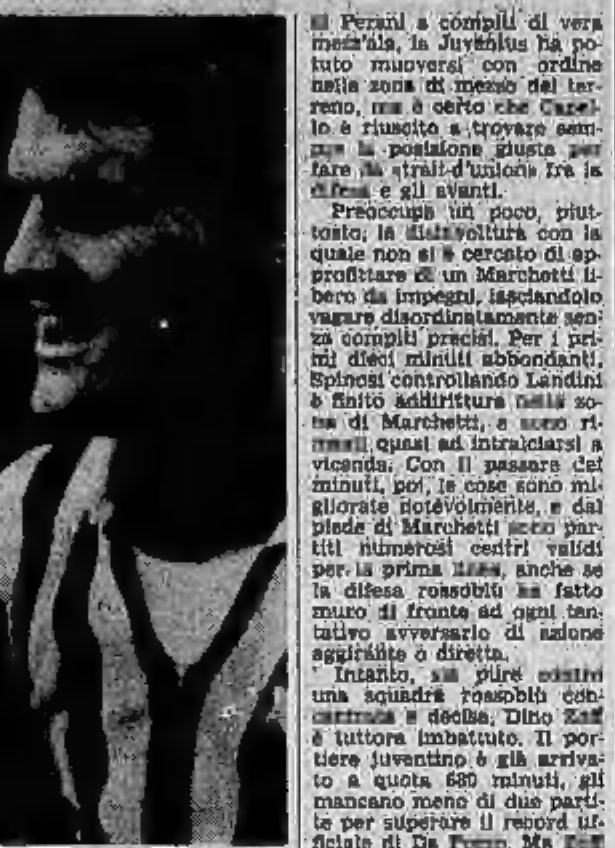 di Perani a compiti di vera
mezz'ala, la Juventus ha po-
tuto muoversi con ordine
nella zona di mezzo del ter-
reno, ma è certo che Capel-
lo è riuscito a trovare sem-
pre la posizione giusta per
fare da «trait-d'union» fra la
difesa e gli avanti.
Preoccupa un poco, piut-
tosto, la disinvoltura con la
quale non si è cercato di ap-
profittare di un Marchetti li-
bero da impegni, lasciandolo
vagare disordinatamente sen-
za compiti precisi. Per i pri-
mi dieci minuti abbondanti,
Spinosi controllando Landini
è finito addirittura nella zo-
na di Marchetti, e sono ri-
masti quasi ad intralciarsi a
vicenda. Con il passare dei
minuti, poi, le cose sono mi-
gliorate notevolmente, e dal
piede di Marchetti sono par-
titi numerosi centri validi
per la prima linea, anche se
la difesa rossoblù ha fatto
muro di fronte ad ogni ten-
tativo avversario di azione
aggirante o diretta.
Intanto, sia pure contro
una squadra rossoblù con-
e decisa, Dino Zoff
è tuttora imbattuto. Il por-
tiere juventino è già arriva-
to a quota 680 minuti, gli
mancano meno di due parti-
te per superare il record uf-
ficiale di Da Pozzo. Ma Zoff